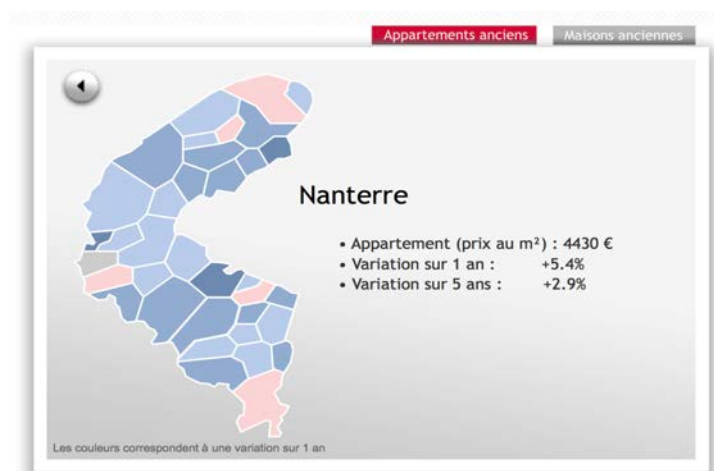 Appartements anciens
Maisons anciennes
Nanterre
• Appartement (prix au m²) : 4430 €
• Variation sur 1 an : +5.4%
• Variation sur 5 ans : +2.9%
Les couleurs correspondent à une variation sur 1 an